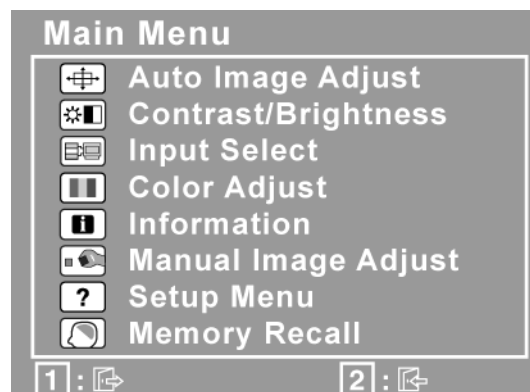 Main Menu
Auto Image Adjust
Contrast/Brightness
Input Select
Color Adjust
i Information
Manual Image Adjust
? Setup Menu
Memory Recall
1 : 2 :